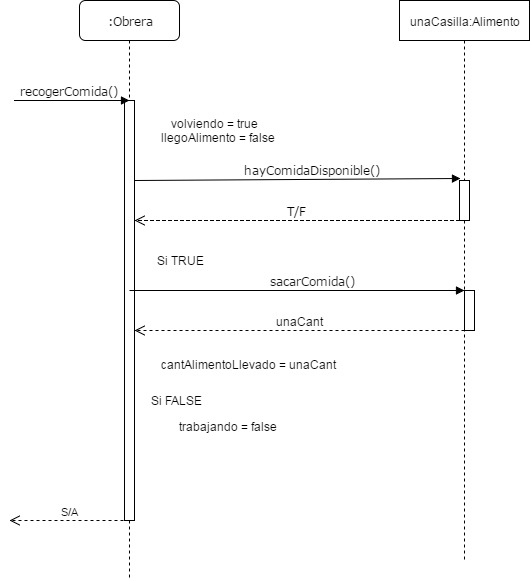 :Obrera
unaCasilla:Alimento
recogerComida()
volviendo = true
llegoAlimento = false
hayComidaDisponible()
T/F
Si TRUE
sacarComida()
unaCant
cantAlimentoLlevado = unaCant
Si FALSE
trabajando = false
S/A